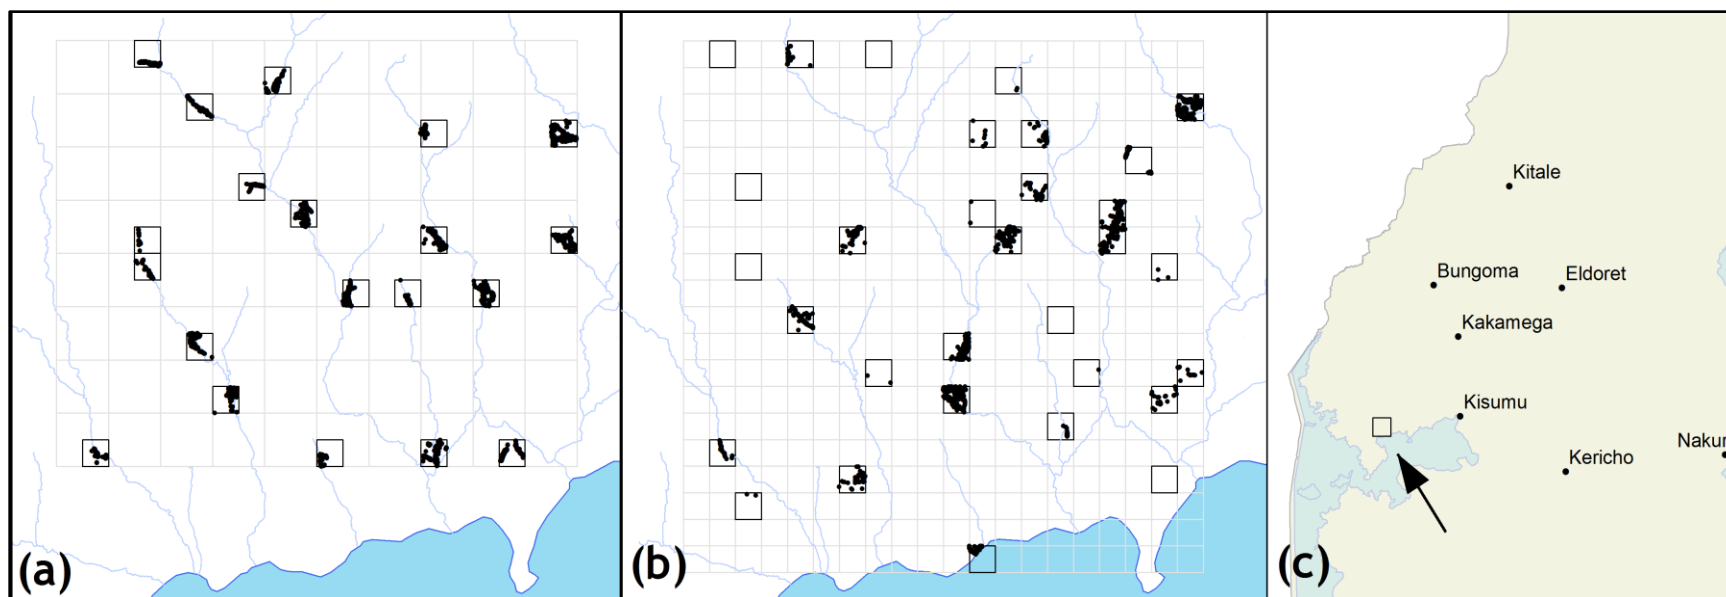 (a)
(b)
(c)
Kitale
Bungoma
Eldoret
Kakamega
Kisumu
Kericho
Nakur